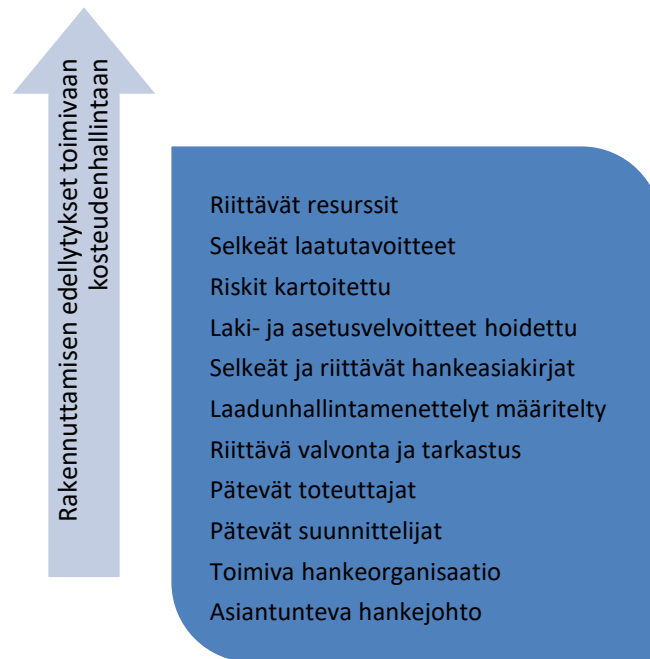 Rakennuttamisen edellytykset toimivaan
kosteudenhallintaan
Riittävät resurssit
Selkeät laatutavoitteet
Riskit kartoitettu
Laki- ja asetusvelvoitteet hoidettu
Selkeät ja riittävät hankeasiakirjat
Laadunhallintamenettelyt määritelty
Riittävä valvonta ja tarkastus
Pätevät toteuttajat
Pätevät suunnittelijat
Toimiva hankeorganisaatio
Asiantunteva hankejohto